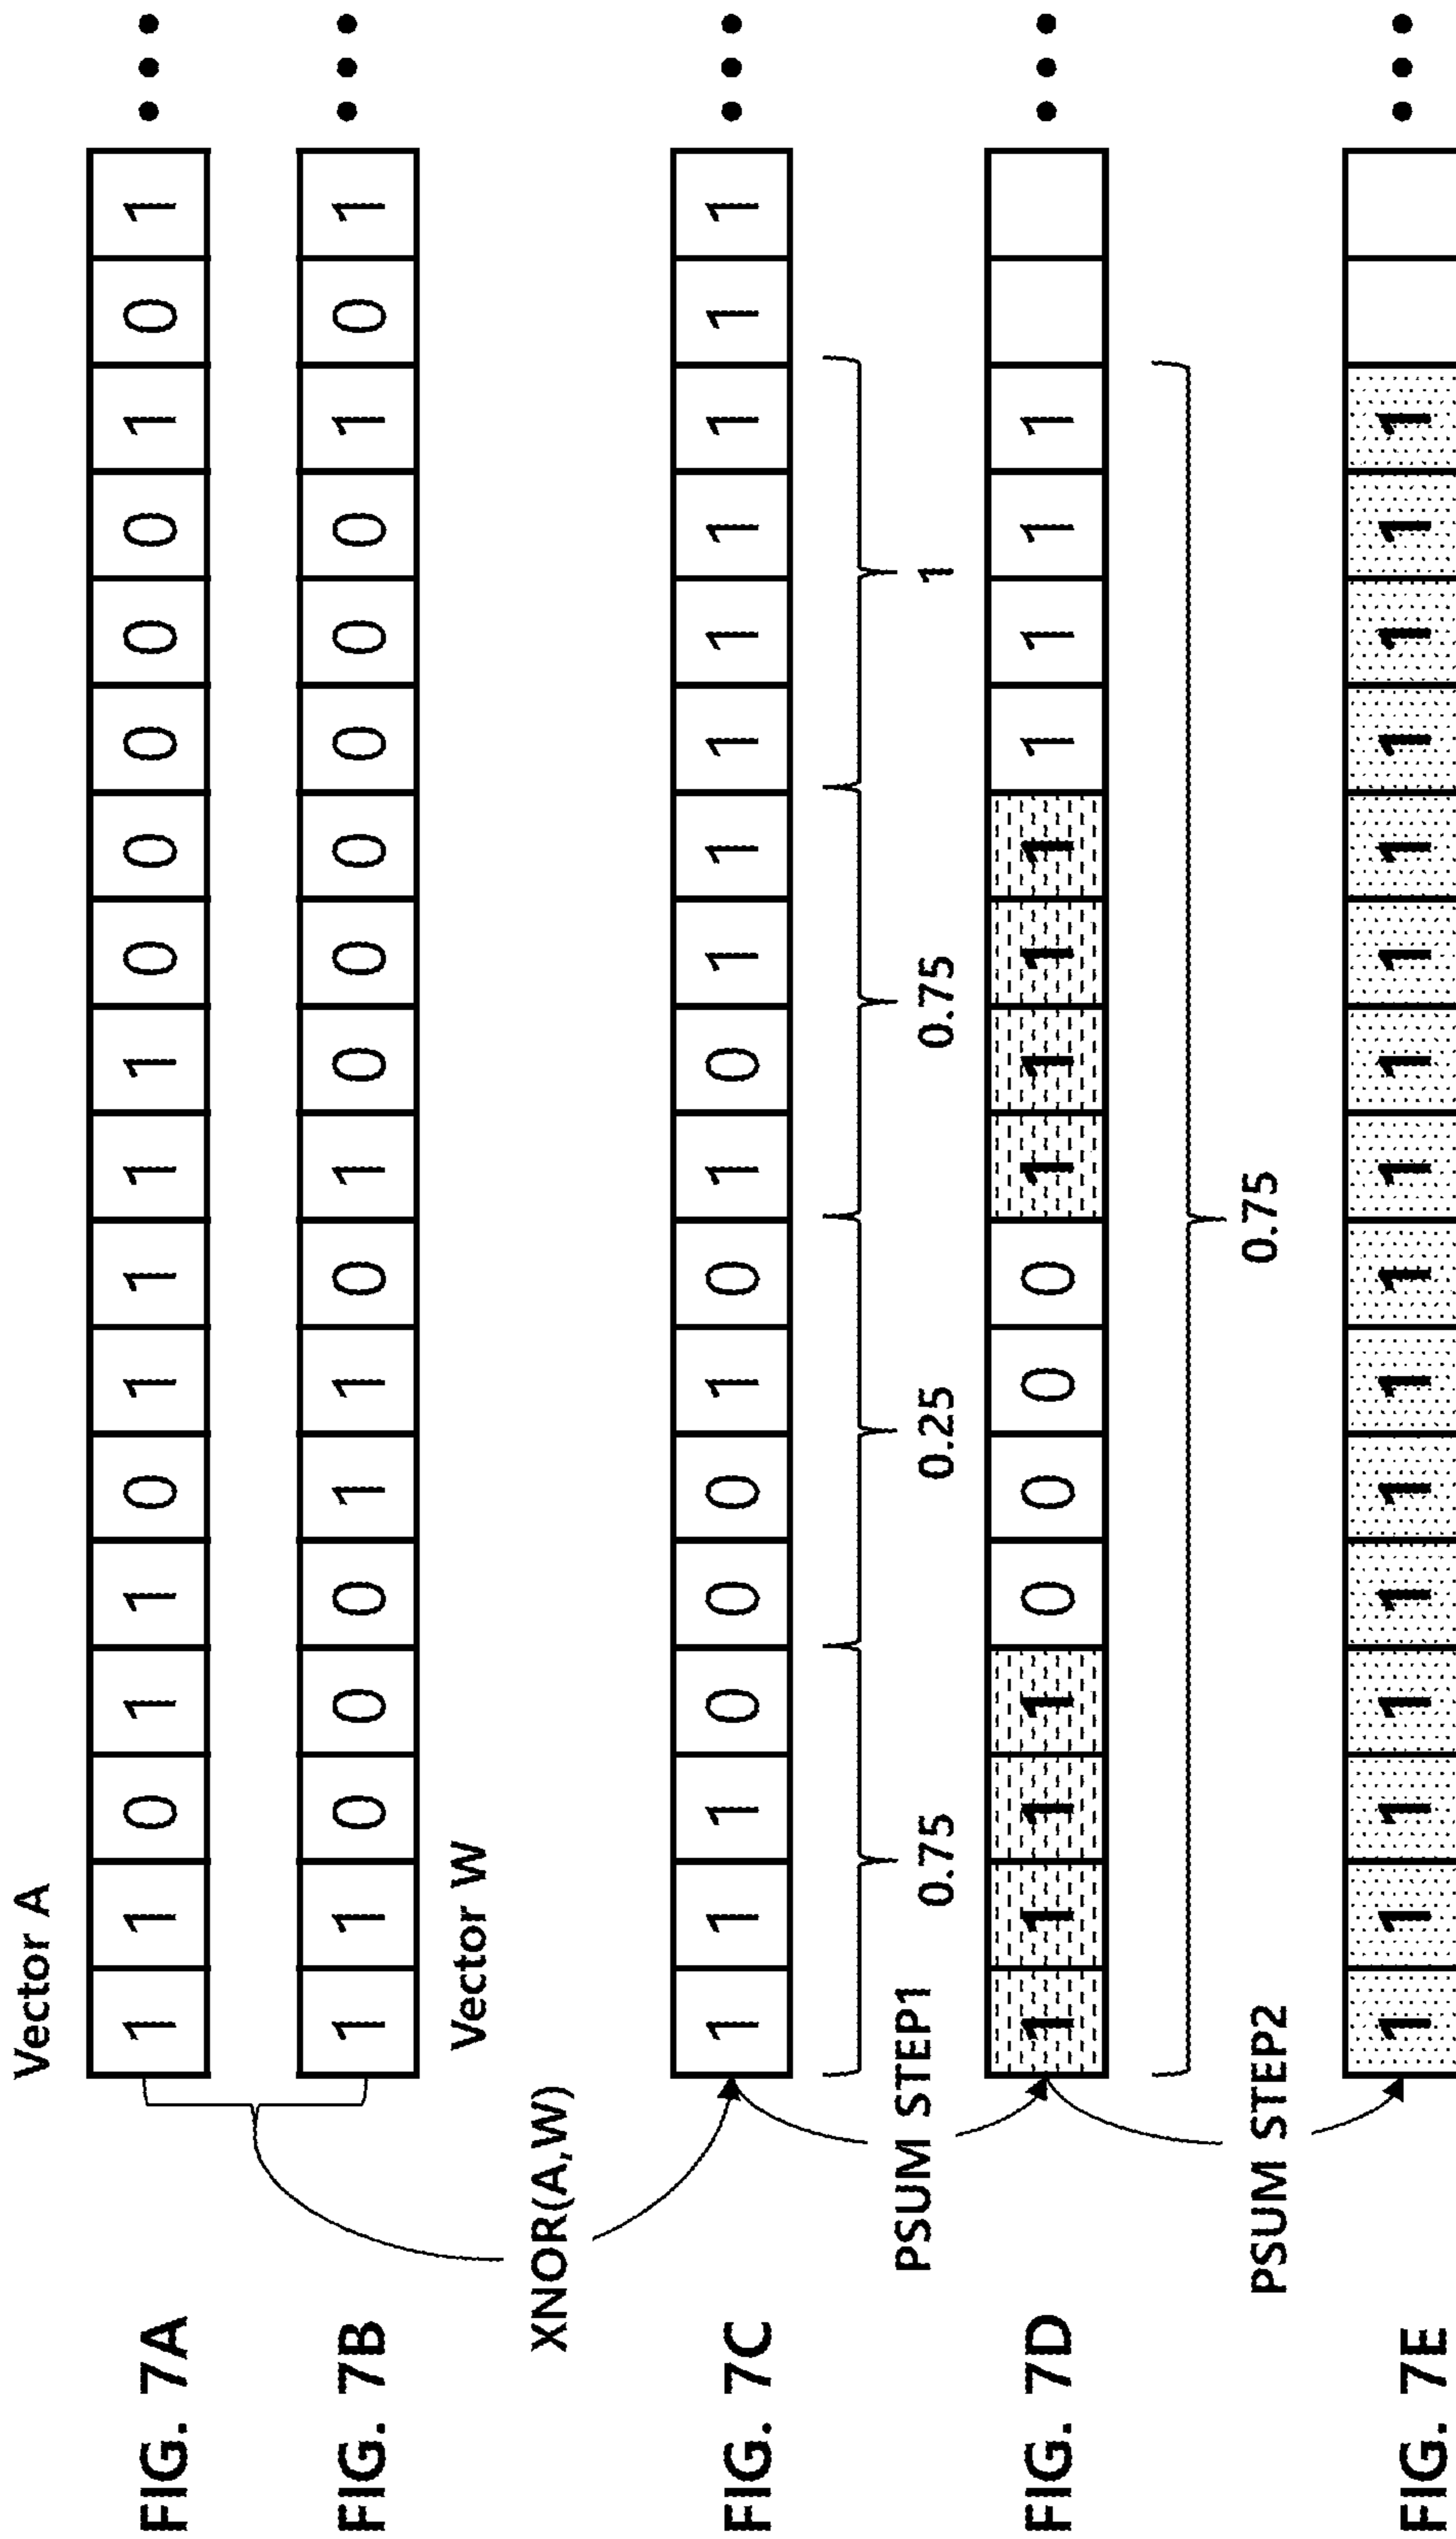 Vector A
FIG. 7A 1 1 0 1 1 0 1 1 1 1 0 0 0 0 0 1 0 1 •••
FIG. 7B 1 1 0 0 0 1 1 0 1 0 0 0 0 0 0 1 0 1 •••
Vector W
XNOR(A,W)
FIG. 7C 1 1 1 0 0 0 1 0 1 0 1 1 1 1 1 1 1 1 •••
PSUM STEP1 0.75 0.25 0.75 1
FIG. 7D 1 1 1 1 0 0 0 0 1 1 1 1 1 1 1 1 •••
PSUM STEP2 0.75
FIG. 7E 1 1 1 1 1 1 1 1 1 1 1 1 1 1 1 1 •••